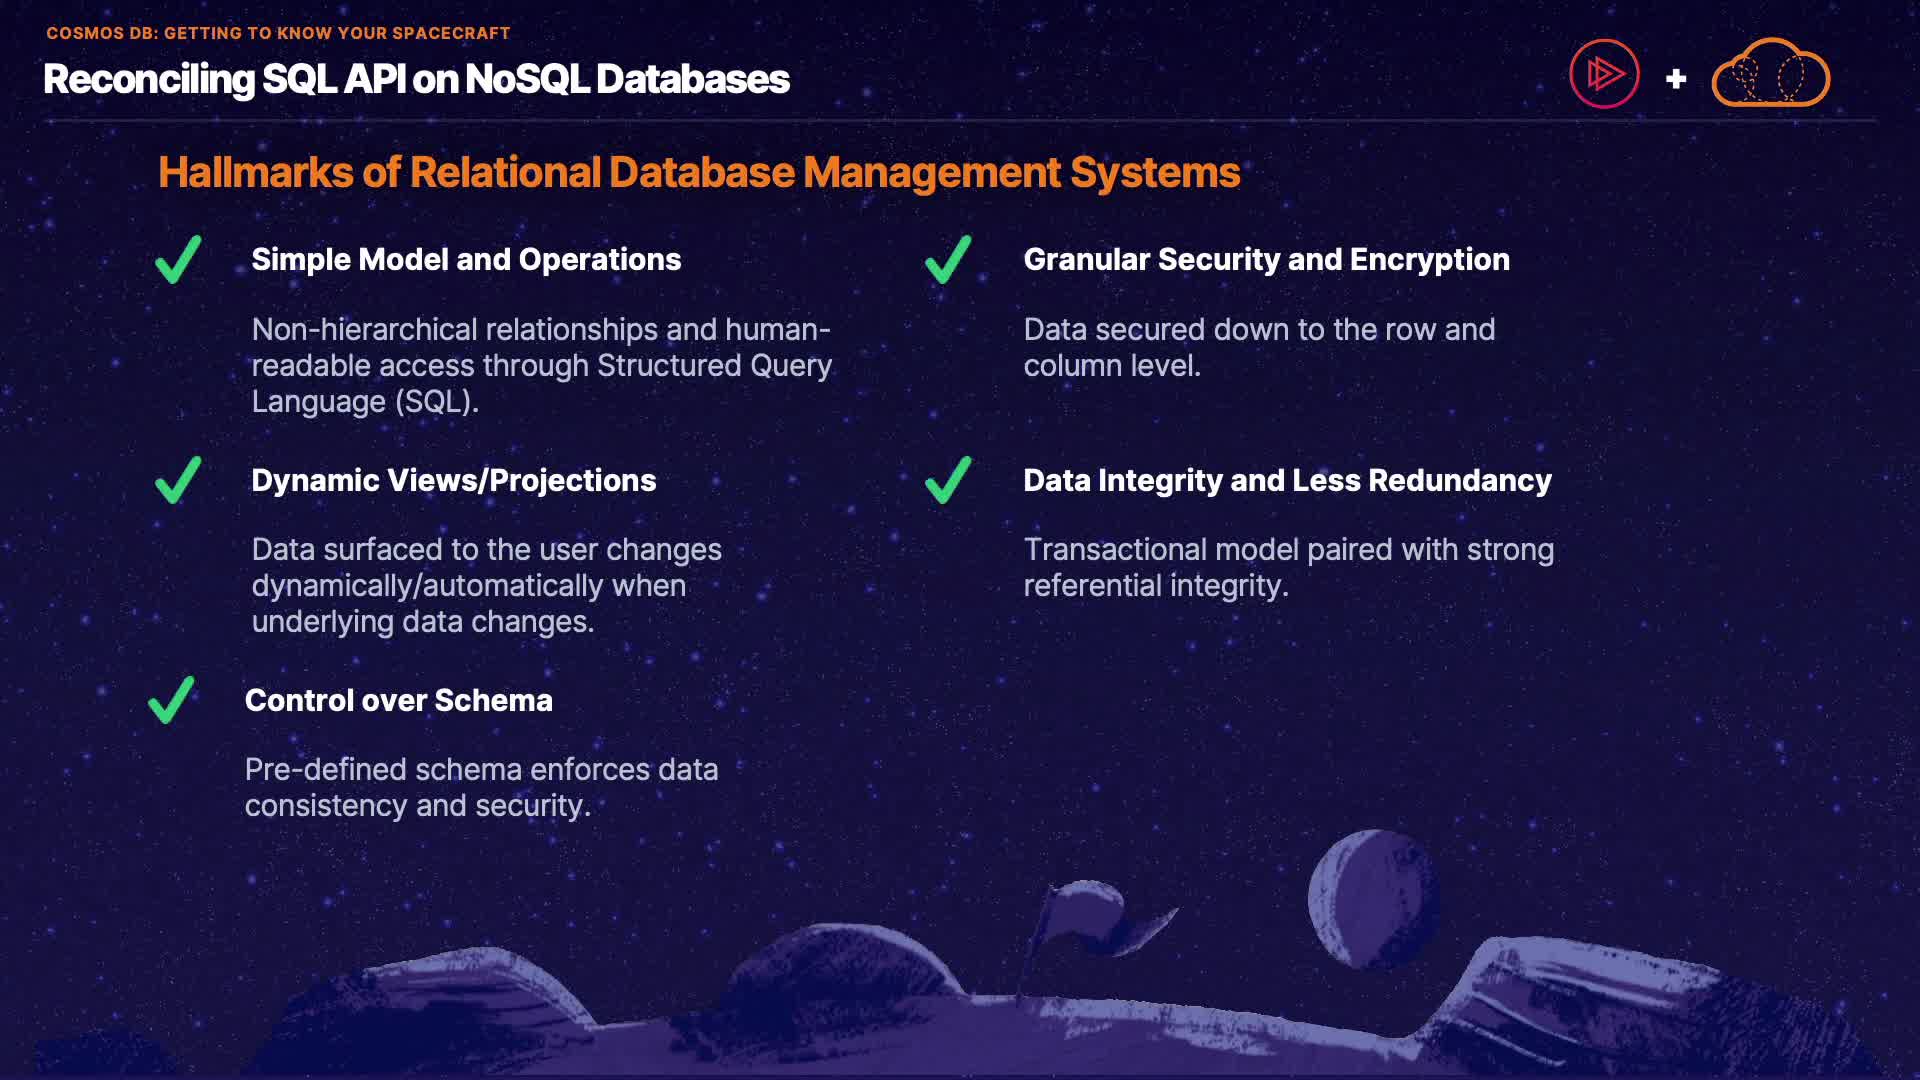 COSMOS DB: GETTING TO KNOW YOUR SPACECRAFT
Reconciling SQL API on NoSQL Databases
+
Hallmarks of Relational Database Management Systems
Simple Model and Operations
Non-hierarchical relationships and human-
readable access through Structured Query
Language (SQL).
Dynamic Views/Projections
Data surfaced to the user changes
dynamically/automatically when
underlying data changes.
Control over Schema
Pre-defined schema enforces data
consistency and security.
Granular Security and Encryption
Data secured down to the row and
column level.
Data Integrity and Less Redundancy
Transactional model paired with strong
referential integrity.